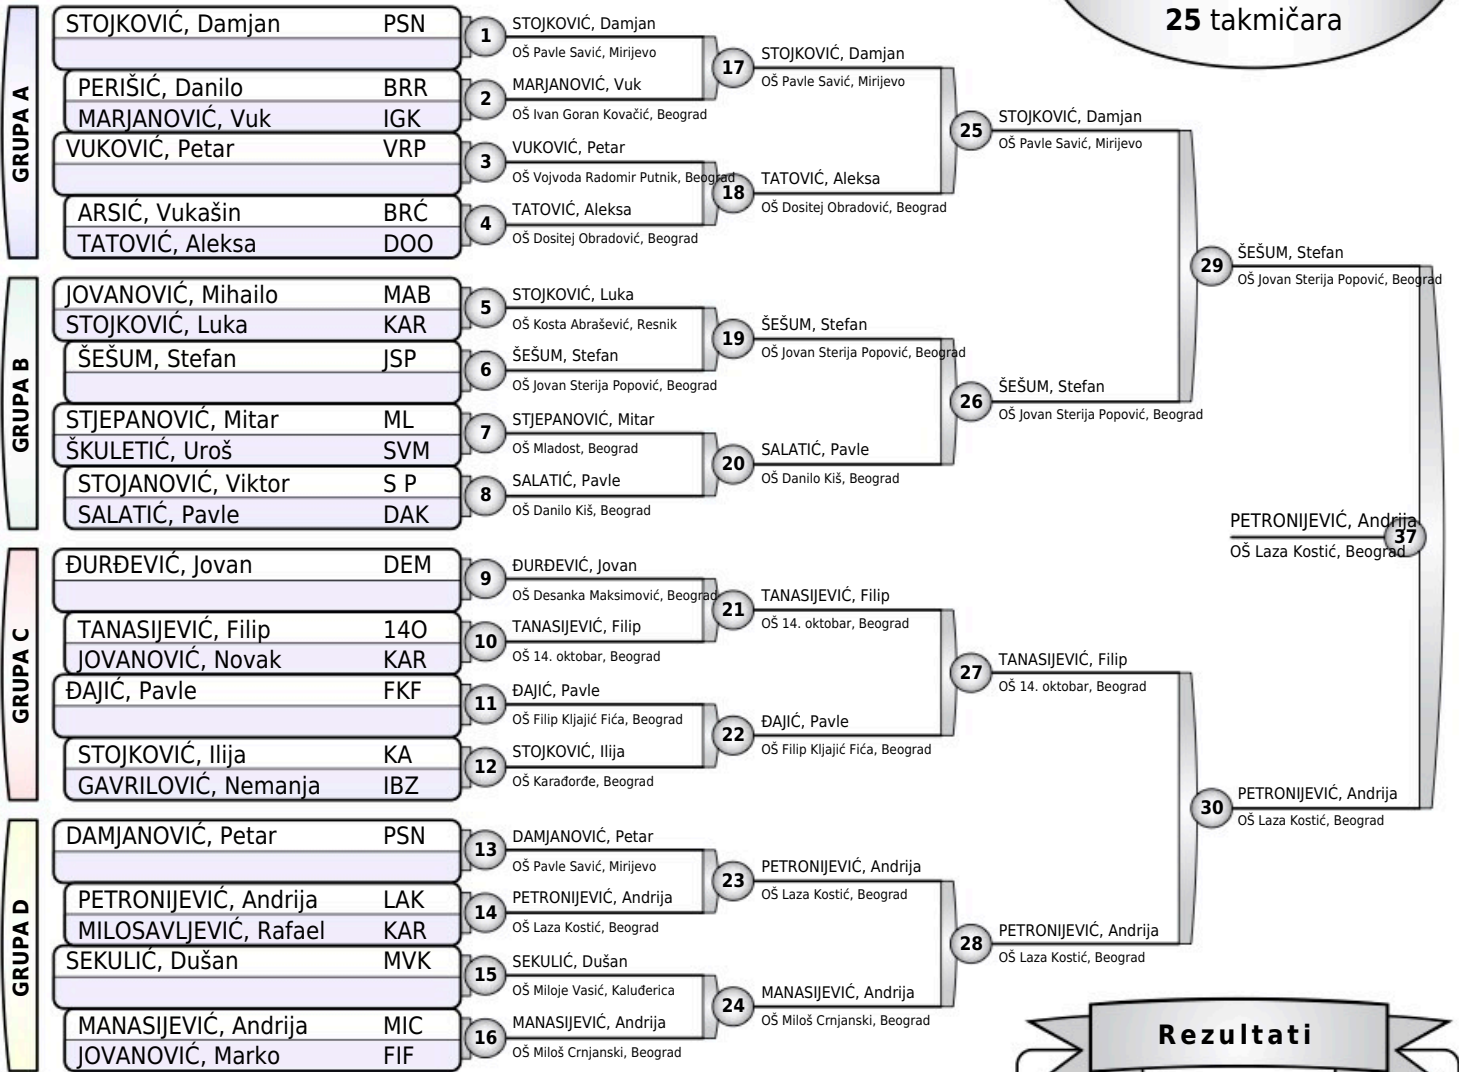 25 takmičara
GRUPA A
STOJKOVIĆ, Damjan PSN
PERIŠIĆ, Danilo BRR
MARJANOVIĆ, Vuk IGK
VUKOVIĆ, Petar VRP
ARSIĆ, Vukašin BRĆ
TATOVIĆ, Aleksa DOO
GRUPA B
JOVANOVIĆ, Mihailo MAB
STOJKOVIĆ, Luka KAR
ŠEŠUM, Stefan JSP
STJEPANOVIĆ, Mitar ML
ŠKULETIĆ, Uroš SVM
STOJANOVIĆ, Viktor S P
SALATIĆ, Pavle DAK
GRUPA C
ĐURĐEVIĆ, Jovan DEM
TANASIJEVIĆ, Filip 14O
JOVANOVIĆ, Novak KAR
ĐAJIĆ, Pavle FKF
STOJKOVIĆ, Ilija KA
GAVRILOVIĆ, Nemanja IBZ
GRUPA D
DAMJANOVIĆ, Petar PSN
PETRONIJEVIĆ, Andrija LAK
MILOSAVLJEVIĆ, Rafael KAR
SEKULIĆ, Dušan MVK
MANASIJEVIĆ, Andrija MIC
JOVANOVIĆ, Marko FIF
1 STOJKOVIĆ, Damjan
OŠ Pavle Savić, Mirijevo
2 MARJANOVIĆ, Vuk
OŠ Ivan Goran Kovačić, Beograd
3 VUKOVIĆ, Petar
OŠ Vojvoda Radomir Putnik, Beograd
4 TATOVIĆ, Aleksa
OŠ Dositej Obradović, Beograd
5 STOJKOVIĆ, Luka
OŠ Kosta Abrašević, Resnik
6 ŠEŠUM, Stefan
OŠ Jovan Sterija Popović, Beograd
7 STJEPANOVIĆ, Mitar
OŠ Mladost, Beograd
8 SALATIĆ, Pavle
OŠ Danilo Kiš, Beograd
9 ĐURĐEVIĆ, Jovan
OŠ Desanka Maksimović, Beograd
10 TANASIJEVIĆ, Filip
OŠ 14. oktobar, Beograd
11 ĐAJIĆ, Pavle
OŠ Filip Kljajić Fića, Beograd
12 STOJKOVIĆ, Ilija
OŠ Karađorđe, Beograd
13 DAMJANOVIĆ, Petar
OŠ Pavle Savić, Mirijevo
14 PETRONIJEVIĆ, Andrija
OŠ Laza Kostić, Beograd
15 SEKULIĆ, Dušan
OŠ Miloje Vasić, Kaluđerica
16 MANASIJEVIĆ, Andrija
OŠ Miloš Crnjanski, Beograd
17 STOJKOVIĆ, Damjan
OŠ Pavle Savić, Mirijevo
18 TATOVIĆ, Aleksa
OŠ Dositej Obradović, Beograd
19 ŠEŠUM, Stefan
OŠ Jovan Sterija Popović, Beograd
20 SALATIĆ, Pavle
OŠ Danilo Kiš, Beograd
21 TANASIJEVIĆ, Filip
OŠ 14. oktobar, Beograd
22 ĐAJIĆ, Pavle
OŠ Filip Kljajić Fića, Beograd
23 PETRONIJEVIĆ, Andrija
OŠ Laza Kostić, Beograd
24 MANASIJEVIĆ, Andrija
OŠ Miloš Crnjanski, Beograd
25 STOJKOVIĆ, Damjan
OŠ Pavle Savić, Mirijevo
26 ŠEŠUM, Stefan
OŠ Jovan Sterija Popović, Beograd
27 TANASIJEVIĆ, Filip
OŠ 14. oktobar, Beograd
28 PETRONIJEVIĆ, Andrija
OŠ Laza Kostić, Beograd
29 ŠEŠUM, Stefan
OŠ Jovan Sterija Popović, Beograd
30 PETRONIJEVIĆ, Andrija
OŠ Laza Kostić, Beograd
PETRONIJEVIĆ, Andrija
37
OŠ Laza Kostić, Beograd
Rezultati